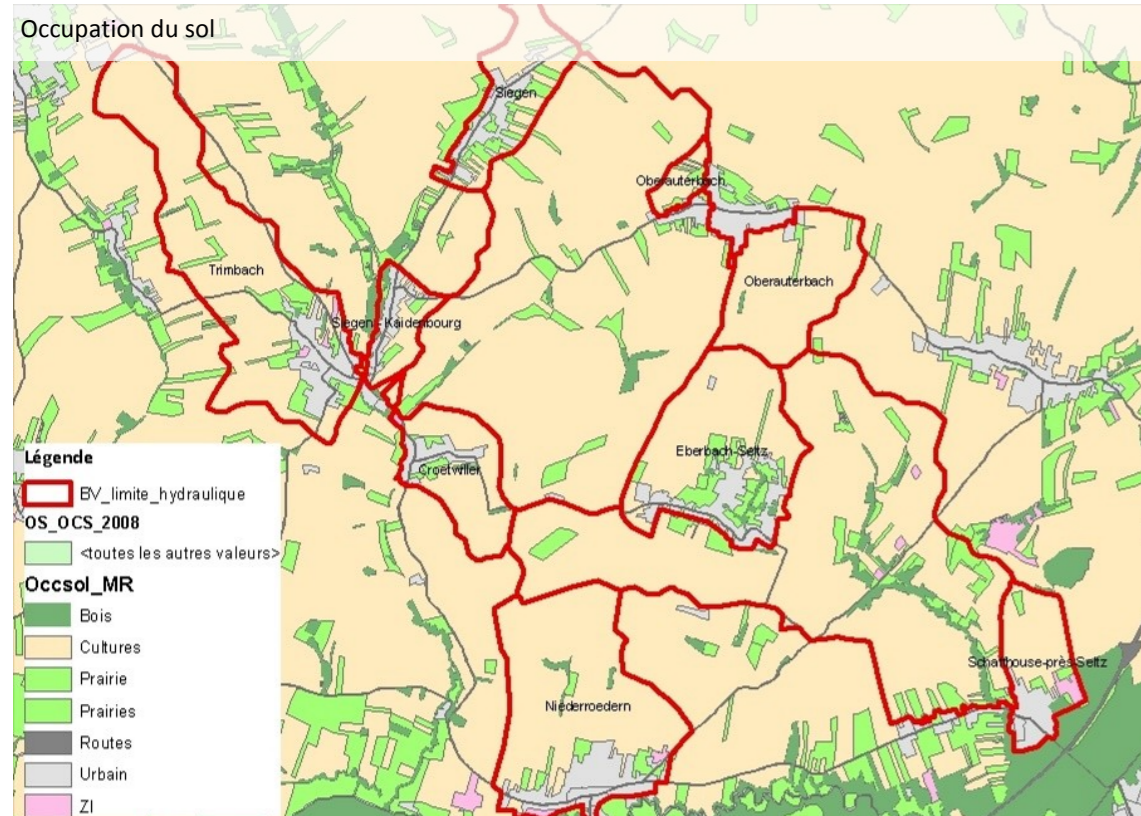 Occupation du sol
Siegen
Oberauterbach
Trimbach
Oberauterbach
Siegen - Kaidenbourg
Eberbach-Seltz
Croetwiller
Schaffhouse-près-Seltz
Niederroedern
Légende
BV_limite_hydraulique
OS_OCS_2008
<toutes les autres valeurs>
Occsol_MR
Bois
Cultures
Prairie
Prairies
Routes
Urbain
ZI